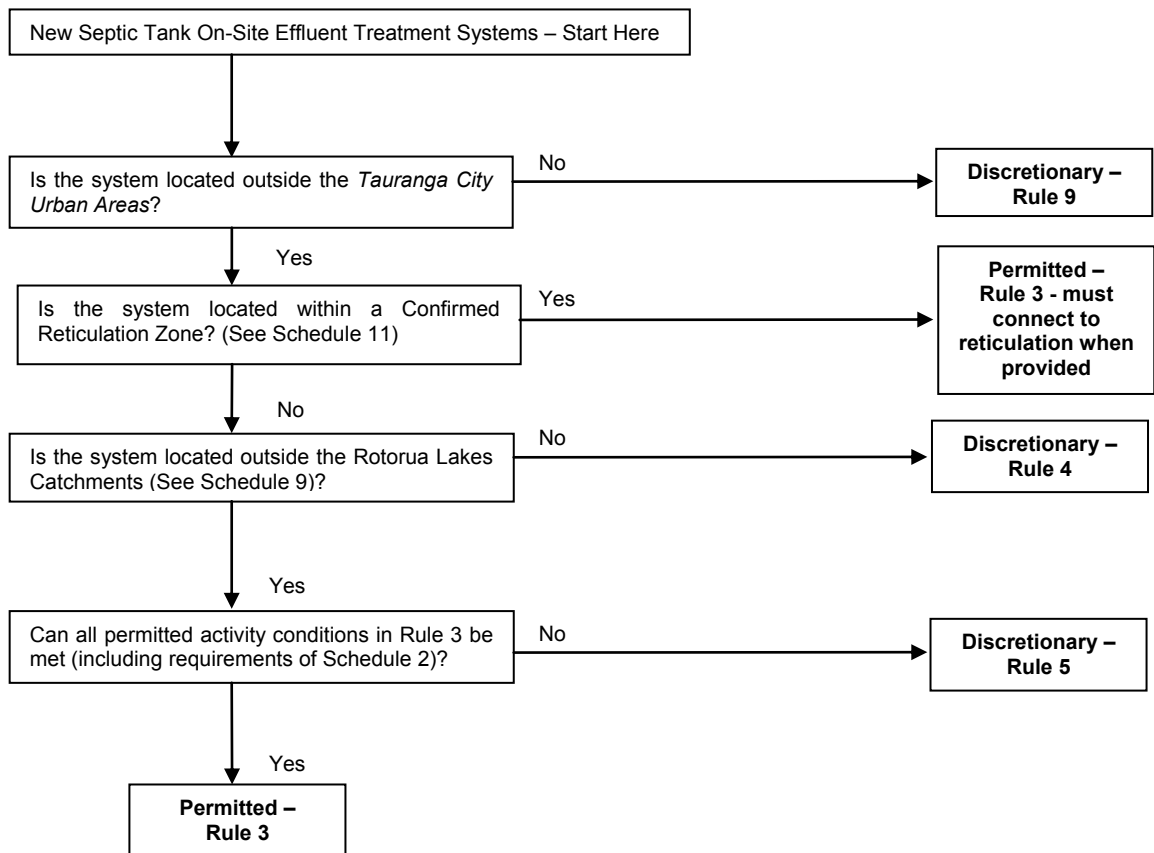 New Septic Tank On-Site Effluent Treatment Systems – Start Here
Is the system located outside the Tauranga City
Urban Areas?
No
Discretionary –
Rule 9
Yes
Is the system located within a Confirmed
Reticulation Zone? (See Schedule 11)
Yes
Permitted –
Rule 3 - must
connect to
reticulation when
provided
No
Is the system located outside the Rotorua Lakes
Catchments (See Schedule 9)?
No
Discretionary –
Rule 4
Yes
Can all permitted activity conditions in Rule 3 be
met (including requirements of Schedule 2)?
No
Discretionary –
Rule 5
Yes
Permitted –
Rule 3